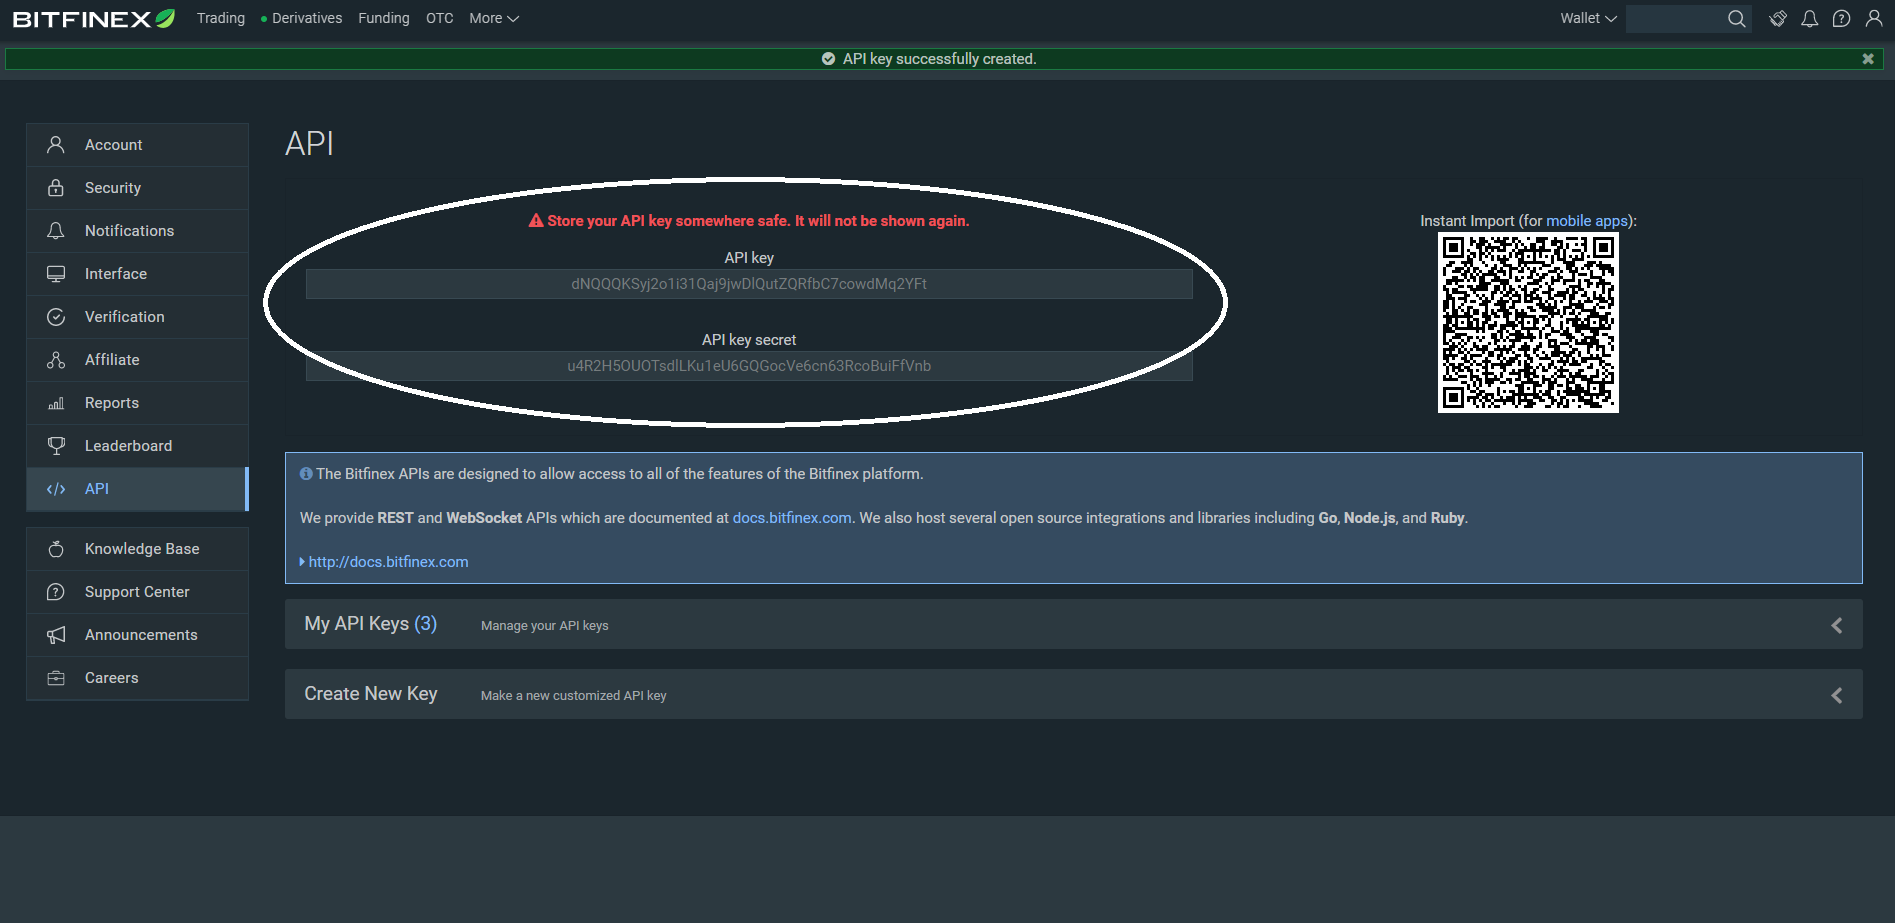 BITFINEX
Trading
Derivatives
Funding
OTC
More
Wallet
API key successfully created.
Account
Security
Notifications
Interface
Verification
Affiliate
Reports
Leaderboard
API
Knowledge Base
Support Center
Announcements
Careers
API
Store your API key somewhere safe. It will not be shown again.
API key
dNQQQKSyj2o1i31Qaj9jwDlQutZQRfbC7cowdMq2YFt
API key secret
u4R2H5OUOTsdlLKu1eU6GQGocVe6cn63RcoBuiFfVnb
Instant Import (for mobile apps):
The Bitfinex APIs are designed to allow access to all of the features of the Bitfinex platform.
We provide REST and WebSocket APIs which are documented at docs.bitfinex.com. We also host several open source integrations and libraries including Go, Node.js, and Ruby.
http://docs.bitfinex.com
My API Keys (3)
Manage your API keys
Create New Key
Make a new customized API key